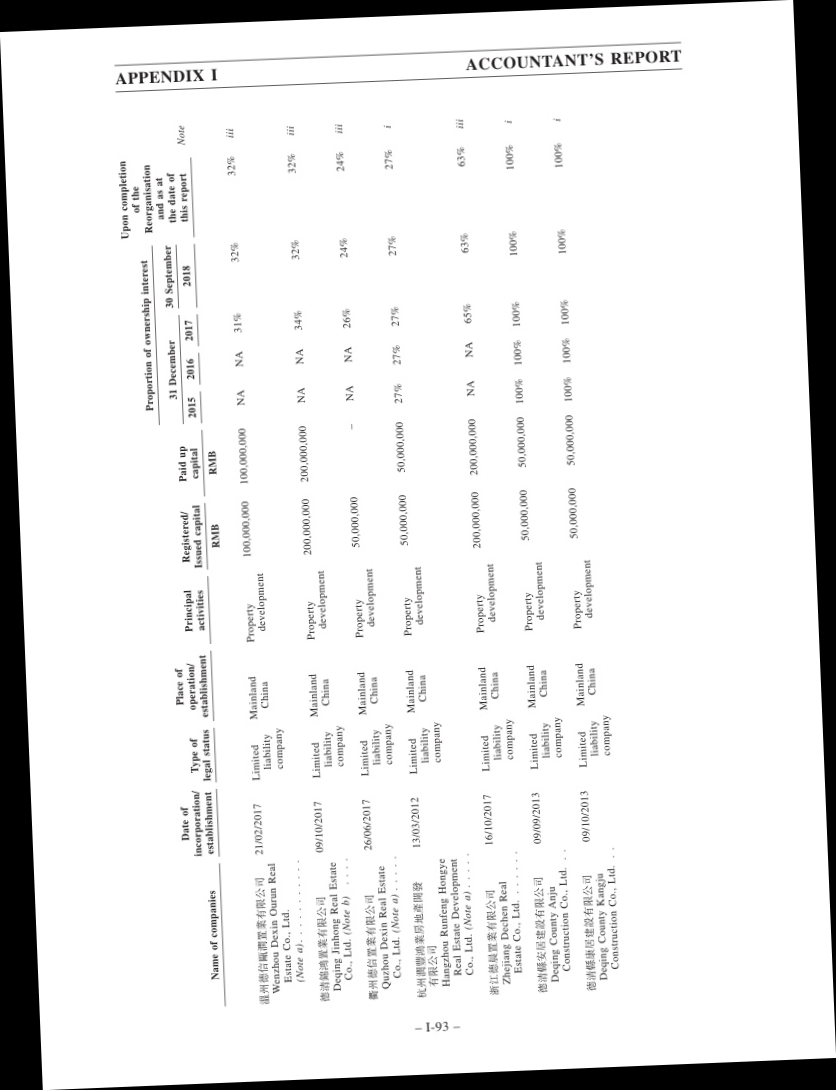 APPENDIX I
ACCOUNTANT'S REPORT
Proportion of ownership interest
Upon completion
of the
Reorganisation
and as at
the date of
this report
31 December
30 September
Name of companies
Date of
incorporation/
establishment
Type of
legal status
Place of
operation/
establishment
Principal
activities
Registered/
Issued capital
Paid up
capital
2015
2016
2017
2018
Note
RMB
RMB
溫州德信甌潤置業有限公司
Wenzhou Dexin Ourun Real
Estate Co., Ltd.
(Note a). . . . . . . . . . . 21/02/2017 Limited
liability
company Mainland
China Property
development 100,000,000 100,000,000 NA NA 31% 32% 32% iii
德清錦鴻置業有限公司
Deqing Jinhong Real Estate
Co., Ltd. (Note b) . . . . 09/10/2017 Limited
liability
company Mainland
China Property
development 200,000,000 200,000,000 NA NA 34% 32% 32% iii
衢州德信置業有限公司
Quzhou Dexin Real Estate
Co., Ltd. (Note a) . . . . . 26/06/2017 Limited
liability
company Mainland
China Property
development 50,000,000 – NA NA 26% 24% 24% iii
杭州潤豐鴻業房地產開發
有限公司
Hangzhou Runfeng Hongye
Real Estate Development
Co., Ltd. (Note a) . . . . . 13/03/2012 Limited
liability
company Mainland
China Property
development 50,000,000 50,000,000 27% 27% 27% 27% 27% i
浙江德晨置業有限公司
Zhejiang Dechen Real
Estate Co., Ltd. . . . . . . 16/10/2017 Limited
liability
company Mainland
China Property
development 200,000,000 200,000,000 NA NA 65% 63% 63% iii
德清縣安居建設有限公司
Deqing County Anju
Construction Co., Ltd. . . 09/09/2013 Limited
liability
company Mainland
China Property
development 50,000,000 50,000,000 100% 100% 100% 100% 100% i
德清縣康居建設有限公司
Deqing County Kangju
Construction Co., Ltd. . . 09/10/2013 Limited
liability
company Mainland
China Property
development 50,000,000 50,000,000 100% 100% 100% 100% 100% i
– I-93 –